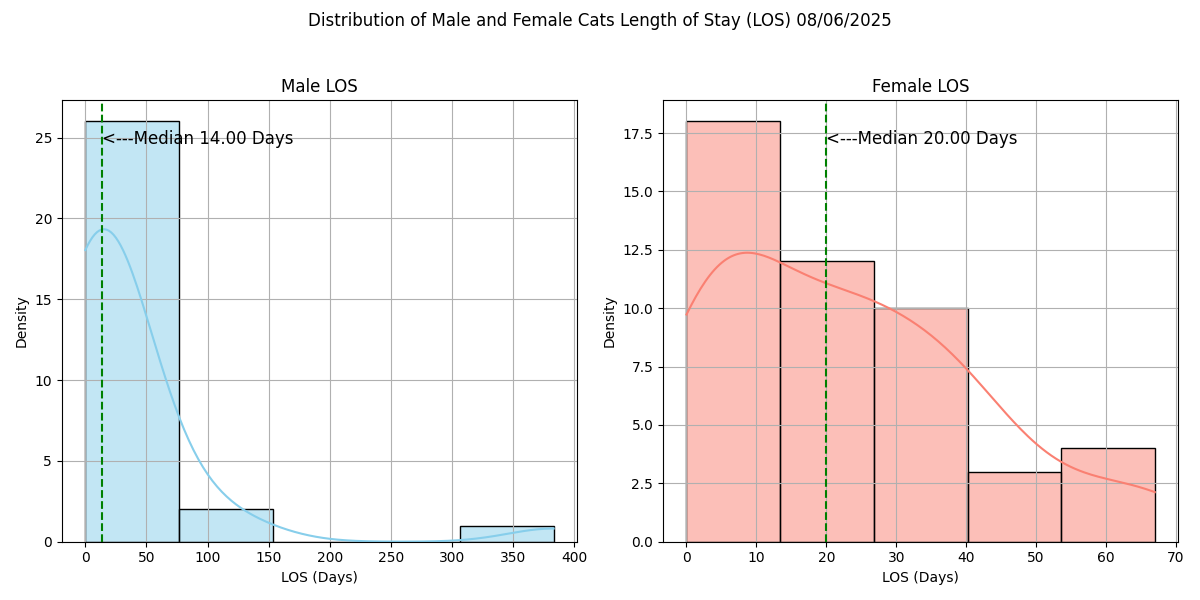 Distribution of Male and Female Cats Length of Stay (LOS) 08/06/2025
Male LOS
<---Median 14.00 Days
Density
25
20
15
10
5
0
0 50 100 150 200 250 300 350 400
LOS (Days)
Female LOS
<---Median 20.00 Days
Density
17.5
15.0
12.5
10.0
7.5
5.0
2.5
0.0
0 10 20 30 40 50 60 70
LOS (Days)